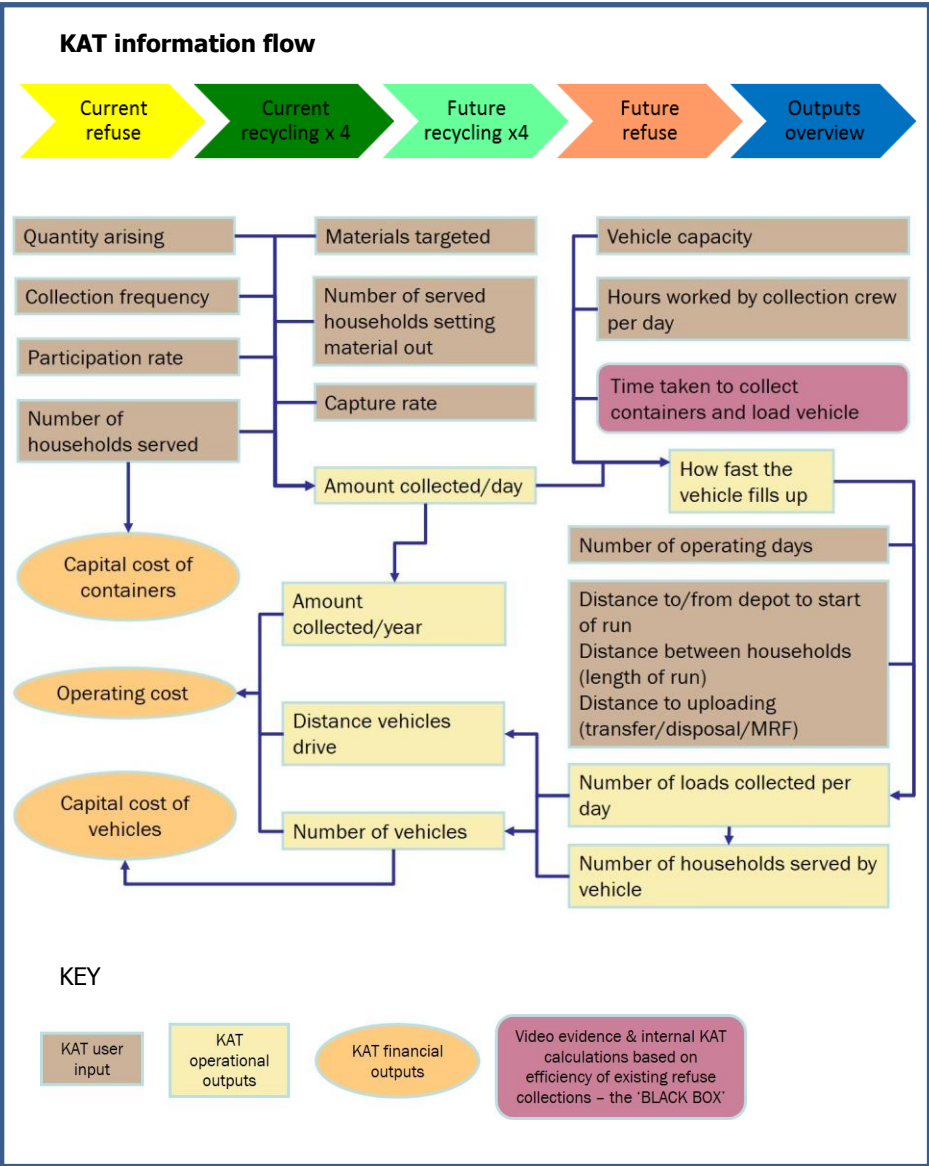 KAT information flow
Current
refuse
Current
recycling x 4
Future
recycling x4
Future
refuse
Outputs
overview
Quantity arising
Collection frequency
Participation rate
Number of
households served
Materials targeted
Number of served
households setting
material out
Capture rate
Amount collected/day
Vehicle capacity
Hours worked by collection crew
per day
Time taken to collect
containers and load vehicle
How fast the
vehicle fills up
Number of operating days
Distance to/from depot to start
of run
Distance between households
(length of run)
Distance to uploading
(transfer/disposal/MRF)
Capital cost of
containers
Amount
collected/year
Operating cost
Distance vehicles
drive
Number of loads collected per
day
Capital cost of
vehicles
Number of vehicles
Number of households served by
vehicle
KEY
KAT user
input
KAT
operational
outputs
KAT financial
outputs
Video evidence & internal KAT
calculations based on
efficiency of existing refuse
collections – the ‘BLACK BOX’